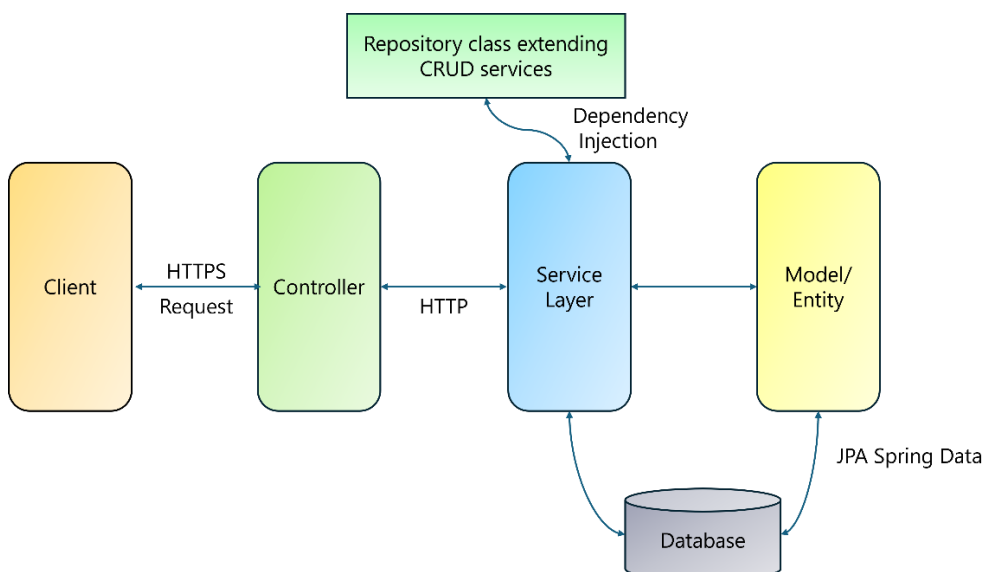 Repository class extending
CRUD services
Dependency
Injection
Client
HTTPS
Request
Controller
HTTP
Service
Layer
Model/
Entity
JPA Spring Data
Database